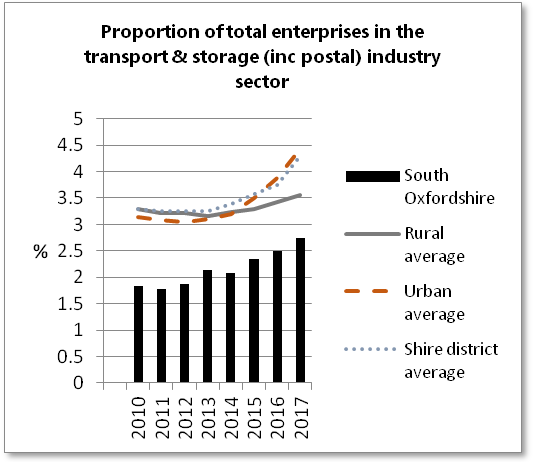 Proportion of total enterprises in the
transport & storage (inc postal) industry
sector
5
4.5
4
3.5
3
2.5
2
1.5
1
0.5
0
%
2010
2011
2012
2013
2014
2015
2016
2017
South
Oxfordshire
Rural
average
Urban
average
Shire district
average